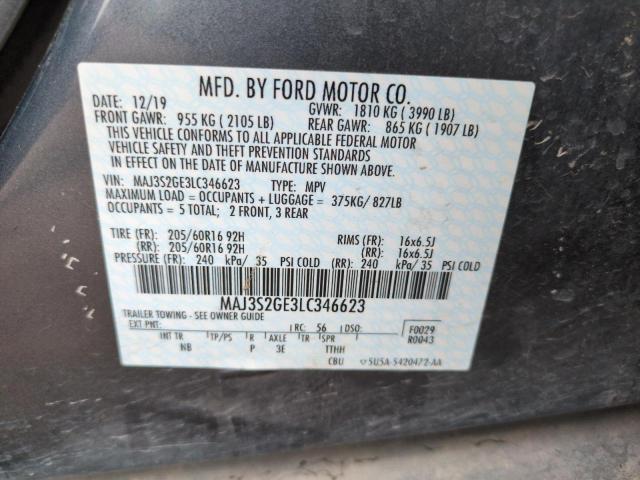 MFD. BY FORD MOTOR CO.
DATE: 12/19 GVWR: 1810 KG ( 3990 LB)
FRONT GAWR: 955 KG ( 2105 LB) REAR GAWR: 865 KG ( 1907 LB)
THIS VEHICLE CONFORMS TO ALL APPLICABLE FEDERAL MOTOR
VEHICLE SAFETY AND THEFT PREVENTION STANDARDS
IN EFFECT ON THE DATE OF MANUFACTURE SHOWN ABOVE.
VIN: MAJ3S2GE3LC346623 TYPE: MPV
MAXIMUM LOAD = OCCUPANTS + LUGGAGE = 375KG/ 827LB
OCCUPANTS = 5 TOTAL; 2 FRONT, 3 REAR
TIRE (FR): 205/60R16 92H RIMS (FR): 16x6.5J
(RR): 205/60R16 92H (RR): 16x6.5J
PRESSURE (FR): 240 kPa/ 35 PSI COLD (RR): 240 kPa/ 35 PSI COLD
MAJ3S2GE3LC346623
TRAILER TOWING - SEE OWNER GUIDE
EXT PNT: RC: 56 DSO: F0029
R0043
INT TR TP/PS R AXLE TR SPR
NB P 3E TTHH
CBU 5U5A-5420472-AA